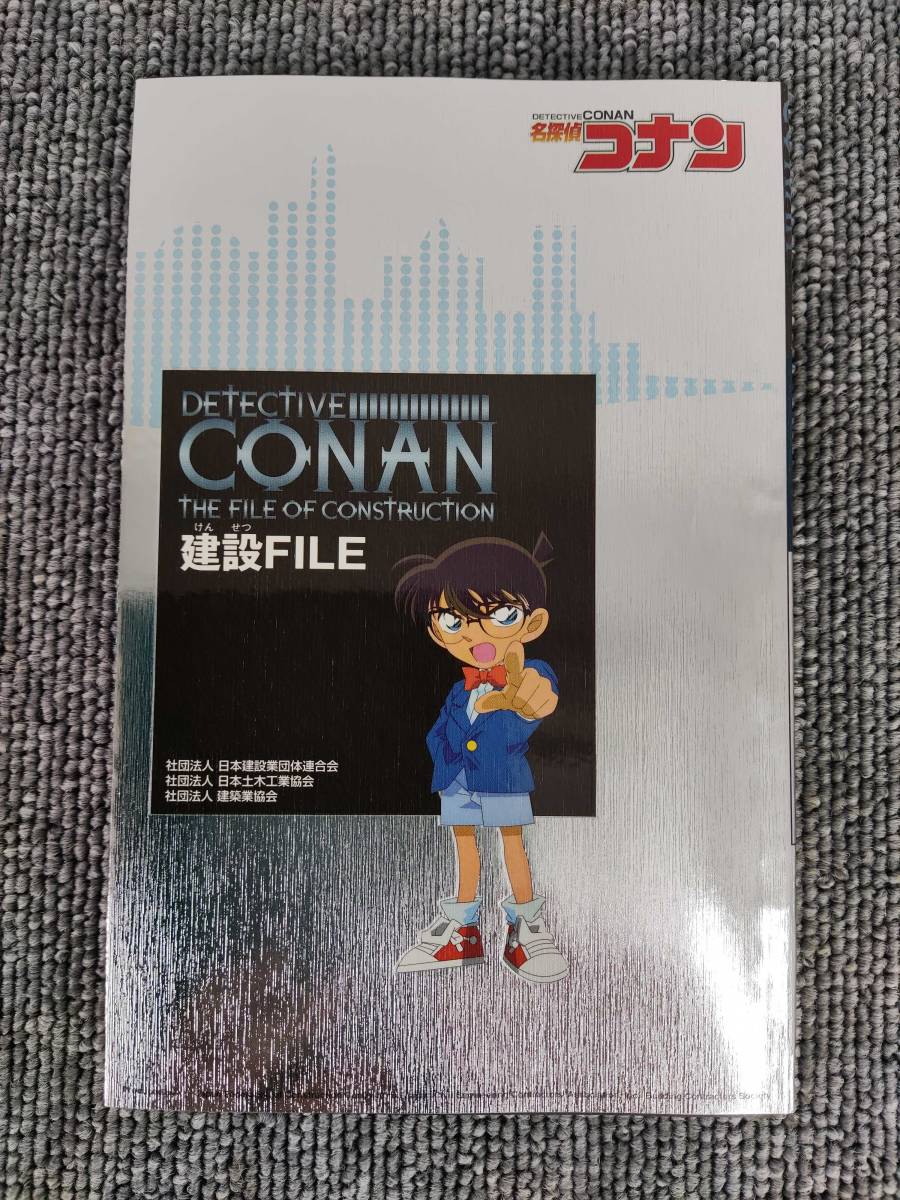 DETECTIVE CONAN
名探偵
コナン
DETECTIVE
CONAN
THE FILE OF CONSTRUCTION
けん せつ
建設FILE
社団法人 日本建設業団体連合会
社団法人 日本土木工業協会
社団法人 建築業協会
Building Contractors Society